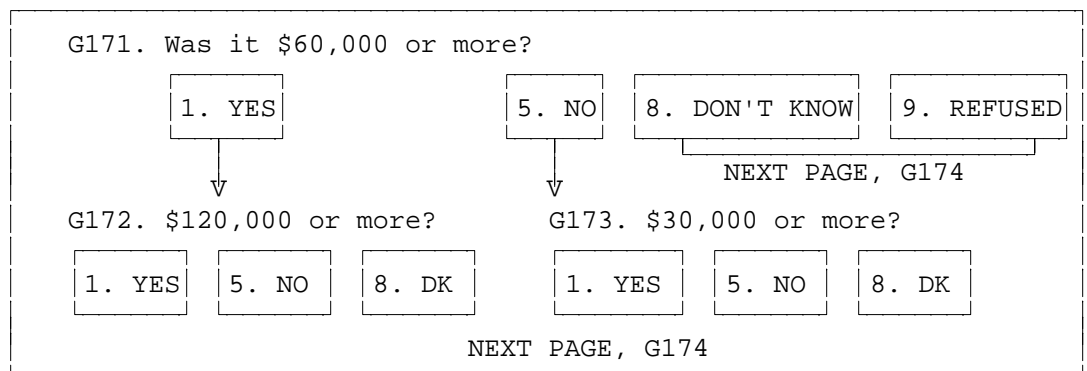 G171. Was it $60,000 or more?
1. YES 5. NO 8. DON'T KNOW 9. REFUSED
NEXT PAGE, G174
G172. $120,000 or more? G173. $30,000 or more?
1. YES 5. NO 8. DK 1. YES 5. NO 8. DK
NEXT PAGE, G174